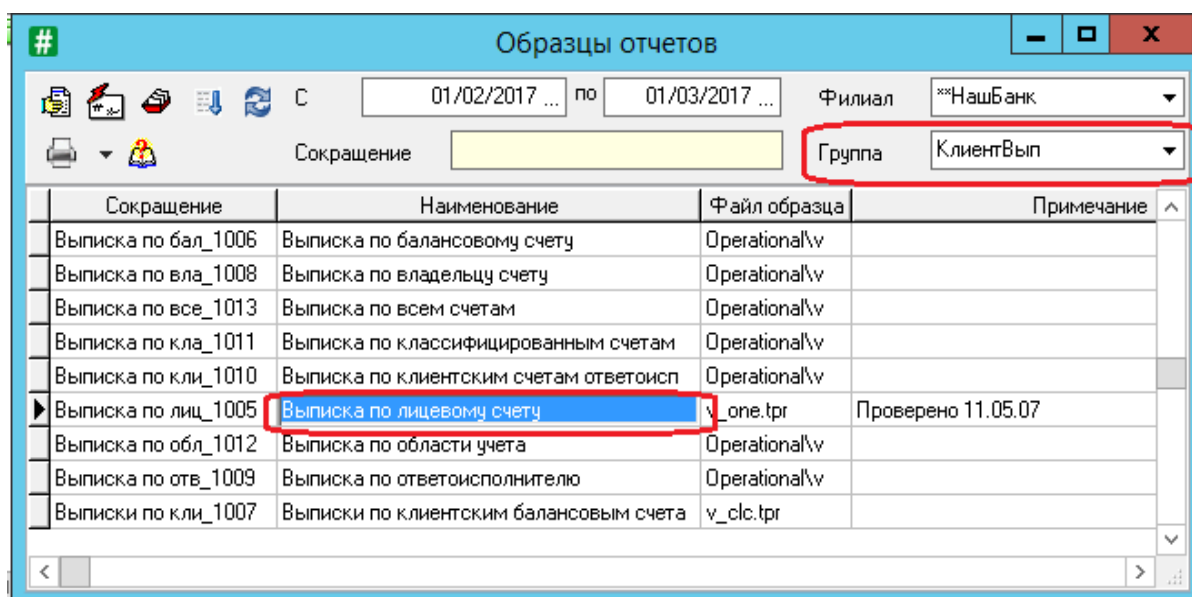 Образцы отчетов
С 01/02/2017 ... по 01/03/2017 ... Филиал **НашБанк
Сокращение Группа КлиентВып
Сокращение Наименование Файл образца Примечание
Выписка по бал_1006 Выписка по балансовому счету Operational\v
Выписка по вла_1008 Выписка по владельцу счету Operational\v
Выписка по все_1013 Выписка по всем счетам Operational\v
Выписка по кла_1011 Выписка по классифицированным счетам Operational\v
Выписка по кли_1010 Выписка по клиентским счетам ответоисп Operational\v
Выписка по лиц_1005 Выписка по лицевому счету v_one.tpr Проверено 11.05.07
Выписка по обл_1012 Выписка по области учета Operational\v
Выписка по отв_1009 Выписка по ответоисполнителю Operational\v
Выписки по кли_1007 Выписки по клиентским балансовым счета v_clc.tpr